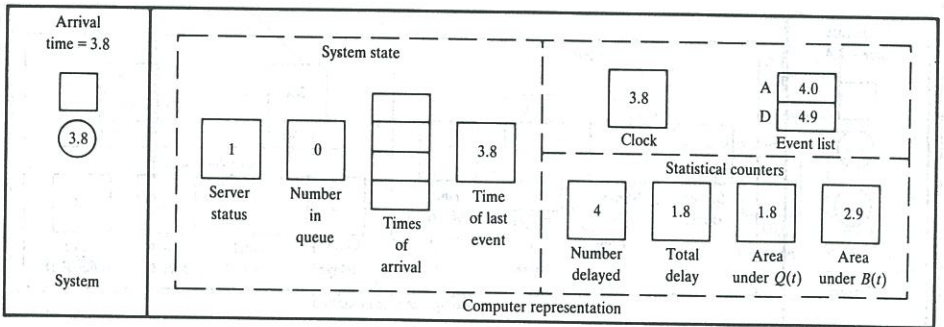 Arrival
time = 3.8
3.8
System
System state
1
Server
status
0
Number
in
queue
Times
of
arrival
3.8
Time
of last
event
3.8
Clock
A 4.0
D 4.9
Event list
Statistical counters
4
Number
delayed
1.8
Total
delay
1.8
Area
under Q(t)
2.9
Area
under B(t)
Computer representation